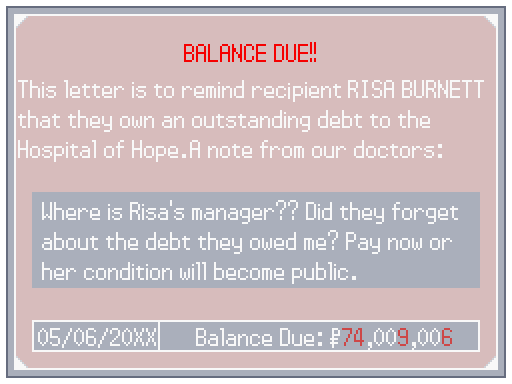 BALANCE DUE!!
This letter is to remind recipient RISA BURNETT
that they own an outstanding debt to the
Hospital of Hope.A note from our doctors:
Where is Risa's manager?? Did they forget
about the debt they owed me? Pay now or
her condition will become public.
05/06/20XX Balance Due: ₽74,009,006